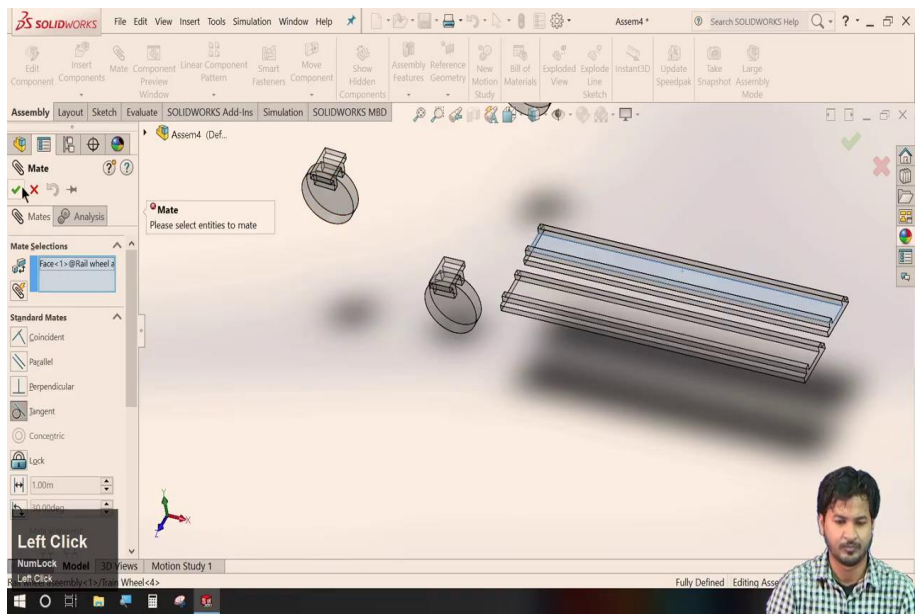 SOLIDWORKS File Edit View Insert Tools Simulation Window Help Assem4 * Search SOLIDWORKS Help
Edit Component
Insert Components
Mate
Component Preview Window
Linear Component Pattern
Smart Fasteners
Move Component
Show Hidden Components
Assembly Features
Reference Geometry
New Motion Study
Bill of Materials
Exploded View
Explode Line Sketch
Instant3D
Update Speedpak
Take Snapshot
Large Assembly Mode
Assembly Layout Sketch Evaluate SOLIDWORKS Add-Ins Simulation SOLIDWORKS MBD
Assem4 (Def...
Mate
Mates Analysis
Mate
Please select entities to mate
Mate Selections
Face<1>@Rail wheel a
Standard Mates
Coincident
Parallel
Perpendicular
Tangent
Concentric
Lock
1.00m
30.00deg
Left Click
NumLock
Left Click
Model 3D Views Motion Study 1
Wheel<4>
Fully Defined Editing Asse
Y
X
Z